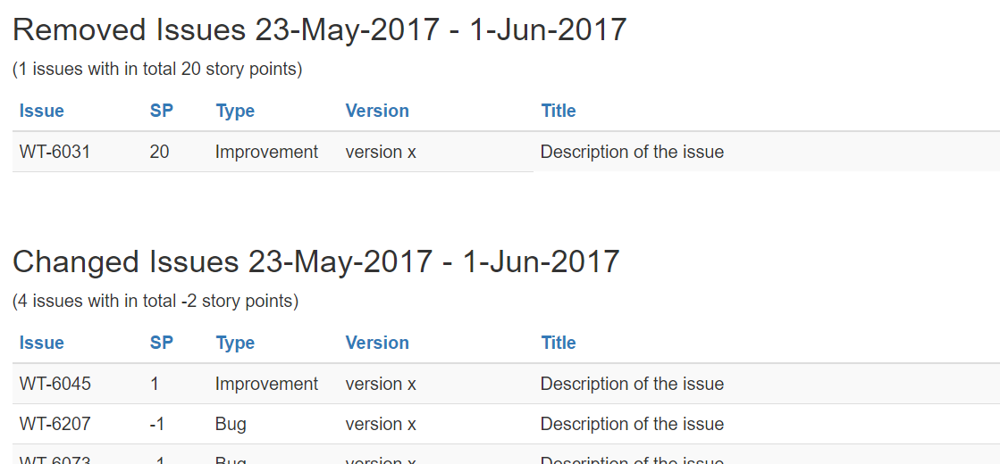 Removed Issues 23-May-2017 - 1-Jun-2017
(1 issues with in total 20 story points)
Issue SP Type Version Title
WT-6031 20 Improvement version x Description of the issue
Changed Issues 23-May-2017 - 1-Jun-2017
(4 issues with in total -2 story points)
Issue SP Type Version Title
WT-6045 1 Improvement version x Description of the issue
WT-6207 -1 Bug version x Description of the issue
WT-6073 -1 Bug version x Description of the issue